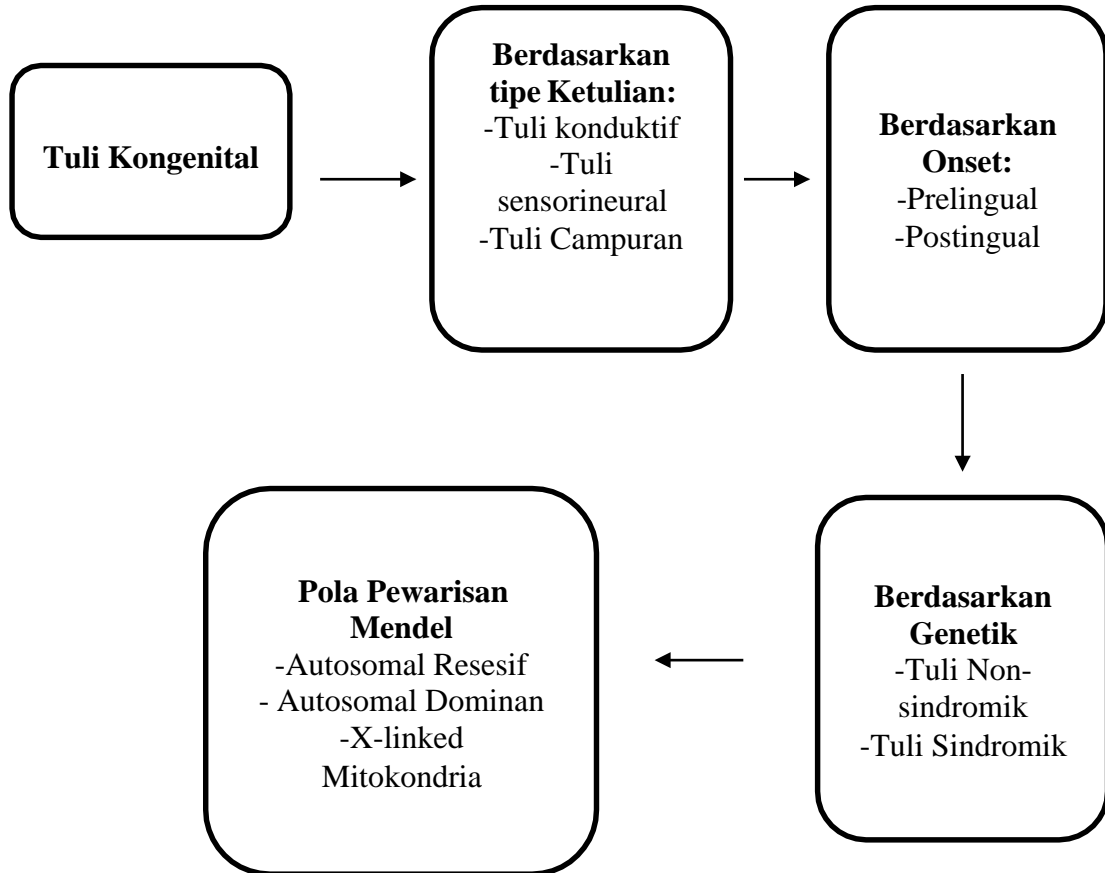 Tuli Kongenital
Berdasarkan
tipe Ketulian:
-Tuli konduktif
-Tuli
sensorineural
-Tuli Campuran
Berdasarkan
Onset:
-Prelingual
-Postingual
Berdasarkan
Genetik
-Tuli Non-
sindromik
-Tuli Sindromik
Pola Pewarisan
Mendel
-Autosomal Resesif
- Autosomal Dominan
-X-linked
Mitokondria